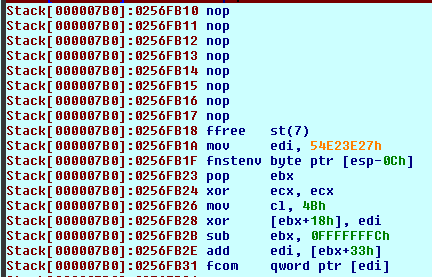 Stack[000007B0]:0256FB10 nop
Stack[000007B0]:0256FB11 nop
Stack[000007B0]:0256FB12 nop
Stack[000007B0]:0256FB13 nop
Stack[000007B0]:0256FB14 nop
Stack[000007B0]:0256FB15 nop
Stack[000007B0]:0256FB16 nop
Stack[000007B0]:0256FB17 nop
Stack[000007B0]:0256FB18 ffree st(7)
Stack[000007B0]:0256FB1A mov edi, 54E23E27h
Stack[000007B0]:0256FB1F fnstenv byte ptr [esp-0Ch]
Stack[000007B0]:0256FB23 pop ebx
Stack[000007B0]:0256FB24 xor ecx, ecx
Stack[000007B0]:0256FB26 mov cl, 4Bh
Stack[000007B0]:0256FB28 xor [ebx+18h], edi
Stack[000007B0]:0256FB2B sub ebx, 0FFFFFFFCh
Stack[000007B0]:0256FB2E add edi, [ebx+33h]
Stack[000007B0]:0256FB31 fcom qword ptr [edi]